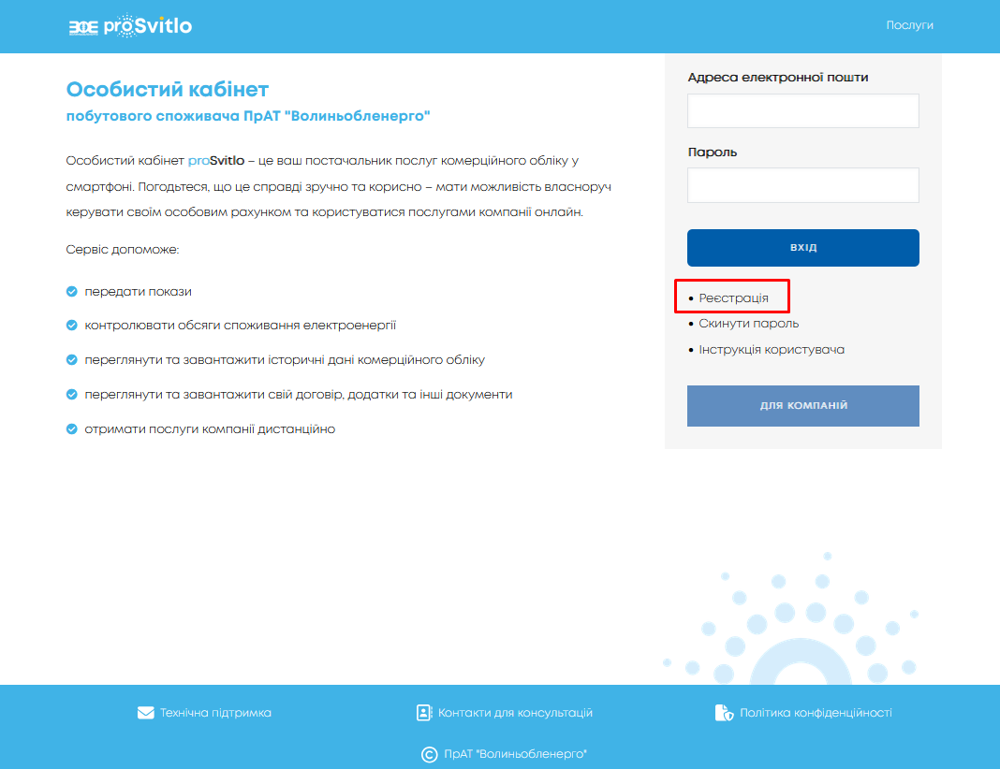 proSvitlo
Послуги
Особистий кабінет
побутового споживача ПрАТ "Волиньобленерго"
Особистий кабінет proSvitlo – це ваш постачальник послуг комерційного обліку у
смартфоні. Погодьтеся, що це справді зручно та корисно – мати можливість власноруч
керувати своїм особовим рахунком та користуватися послугами компанії онлайн.
Сервіс допоможе:
передати покази
контролювати обсяги споживання електроенергії
переглянути та завантажити історичні дані комерційного обліку
переглянути та завантажити свій договір, додатки та інші документи
отримати послуги компанії дистанційно
Адреса електронної пошти
Пароль
ВХІД
Реєстрація
Скинути пароль
Інструкція користувача
ДЛЯ КОМПАНІЙ
Технічна підтримка
Контакти для консультацій
Політика конфіденційності
© ПрАТ "Волиньобленерго"